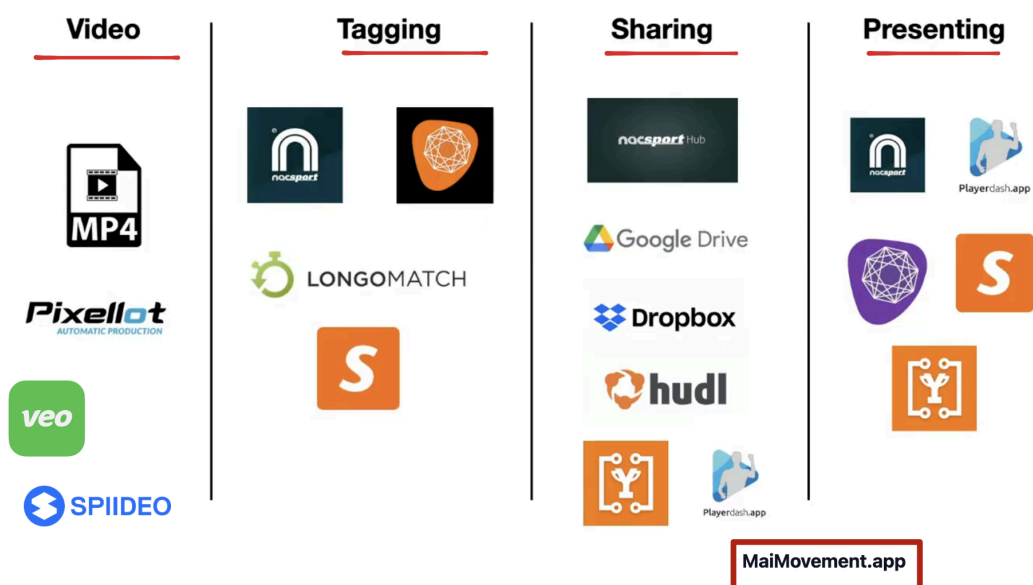 Video
Tagging
Sharing
Presenting
MP4
Pixellot
AUTOMATIC PRODUCTION
veo
SPIIDEO
nacsport
LONGOMATCH
S
nacsport Hub
Google Drive
Dropbox
hudl
Y
Playerdash.app
nacsport
Playerdash.app
S
Y
MaiMovement.app